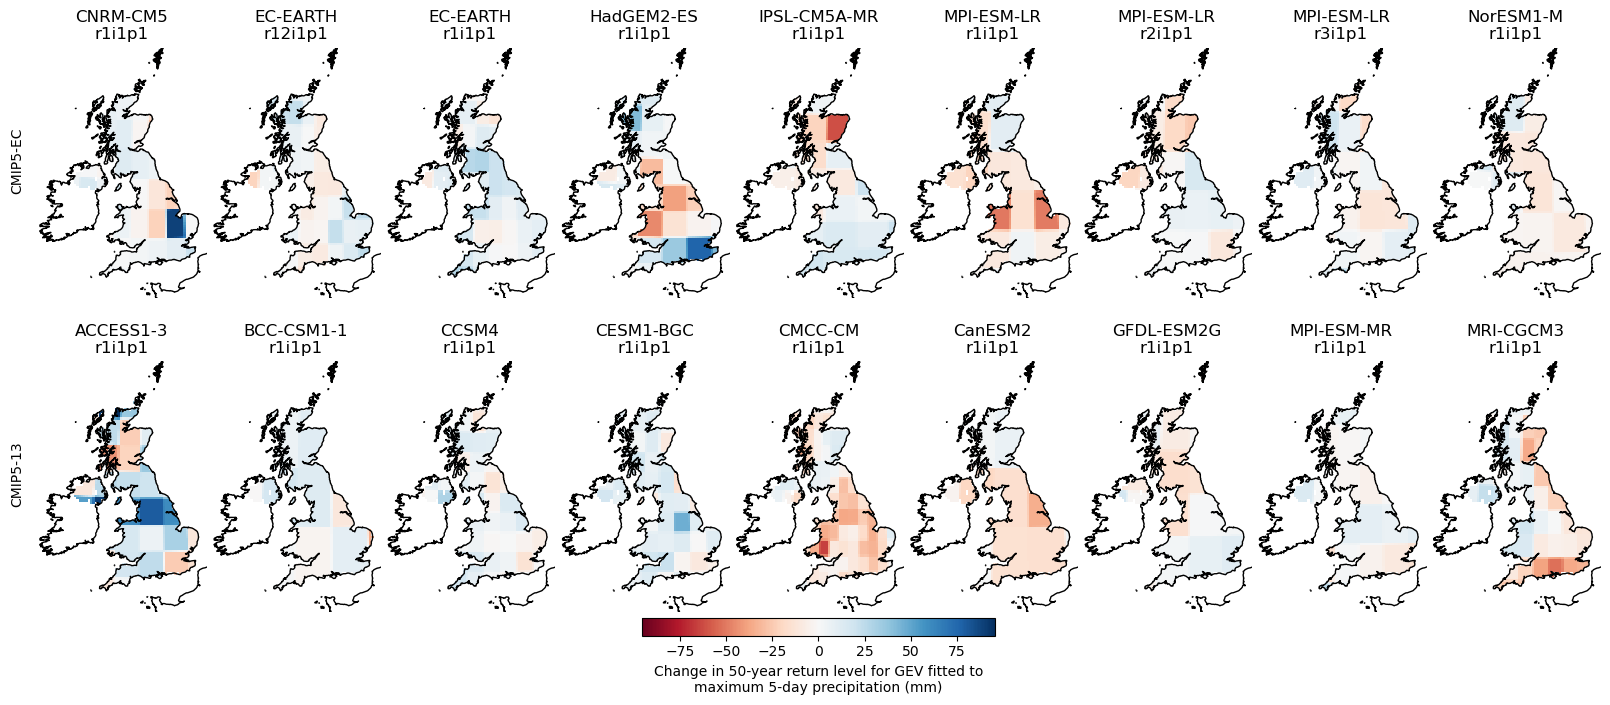 CNRM-CM5 EC-EARTH EC-EARTH HadGEM2-ES IPSL-CM5A-MR MPI-ESM-LR MPI-ESM-LR MPI-ESM-LR NorESM1-M
r1i1p1 r12i1p1 r1i1p1 r1i1p1 r1i1p1 r1i1p1 r2i1p1 r3i1p1 r1i1p1
CMIP5-EC
ACCESS1-3 BCC-CSM1-1 CCSM4 CESM1-BGC CMCC-CM CanESM2 GFDL-ESM2G MPI-ESM-MR MRI-CGCM3
r1i1p1 r1i1p1 r1i1p1 r1i1p1 r1i1p1 r1i1p1 r1i1p1 r1i1p1 r1i1p1
CMIP5-13
−75 −50 −25 0 25 50 75
Change in 50-year return level for GEV fitted to
maximum 5-day precipitation (mm)